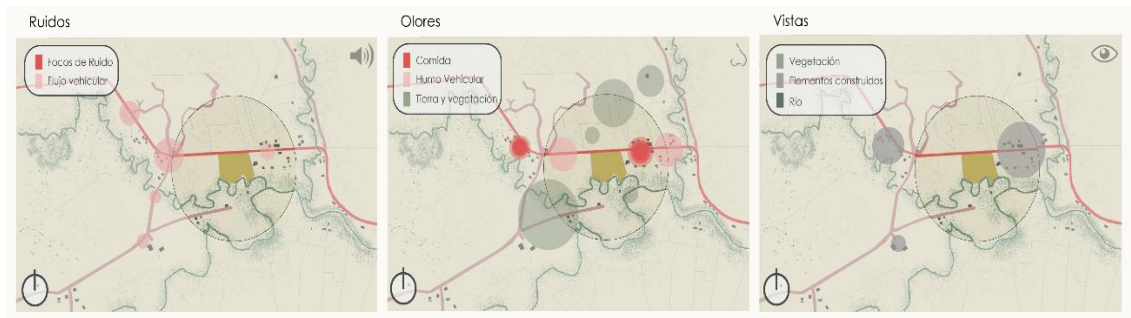 Ruidos
Focos de Ruido
Flujo vehicular
Olores
Comida
Humo Vehicular
Tierra y vegetación
Vistas
Vegetación
Elementos construidos
Río